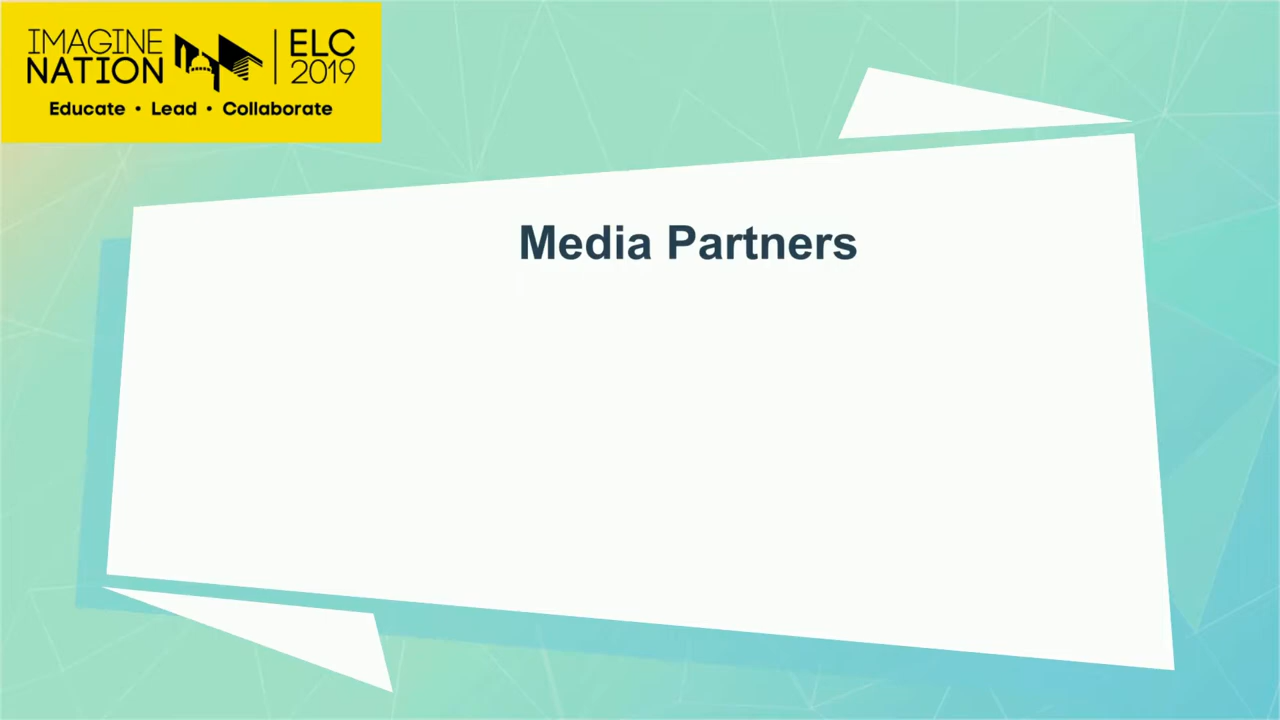 IMAGINE
NATION
ELC
2019
Educate • Lead • Collaborate
Media Partners